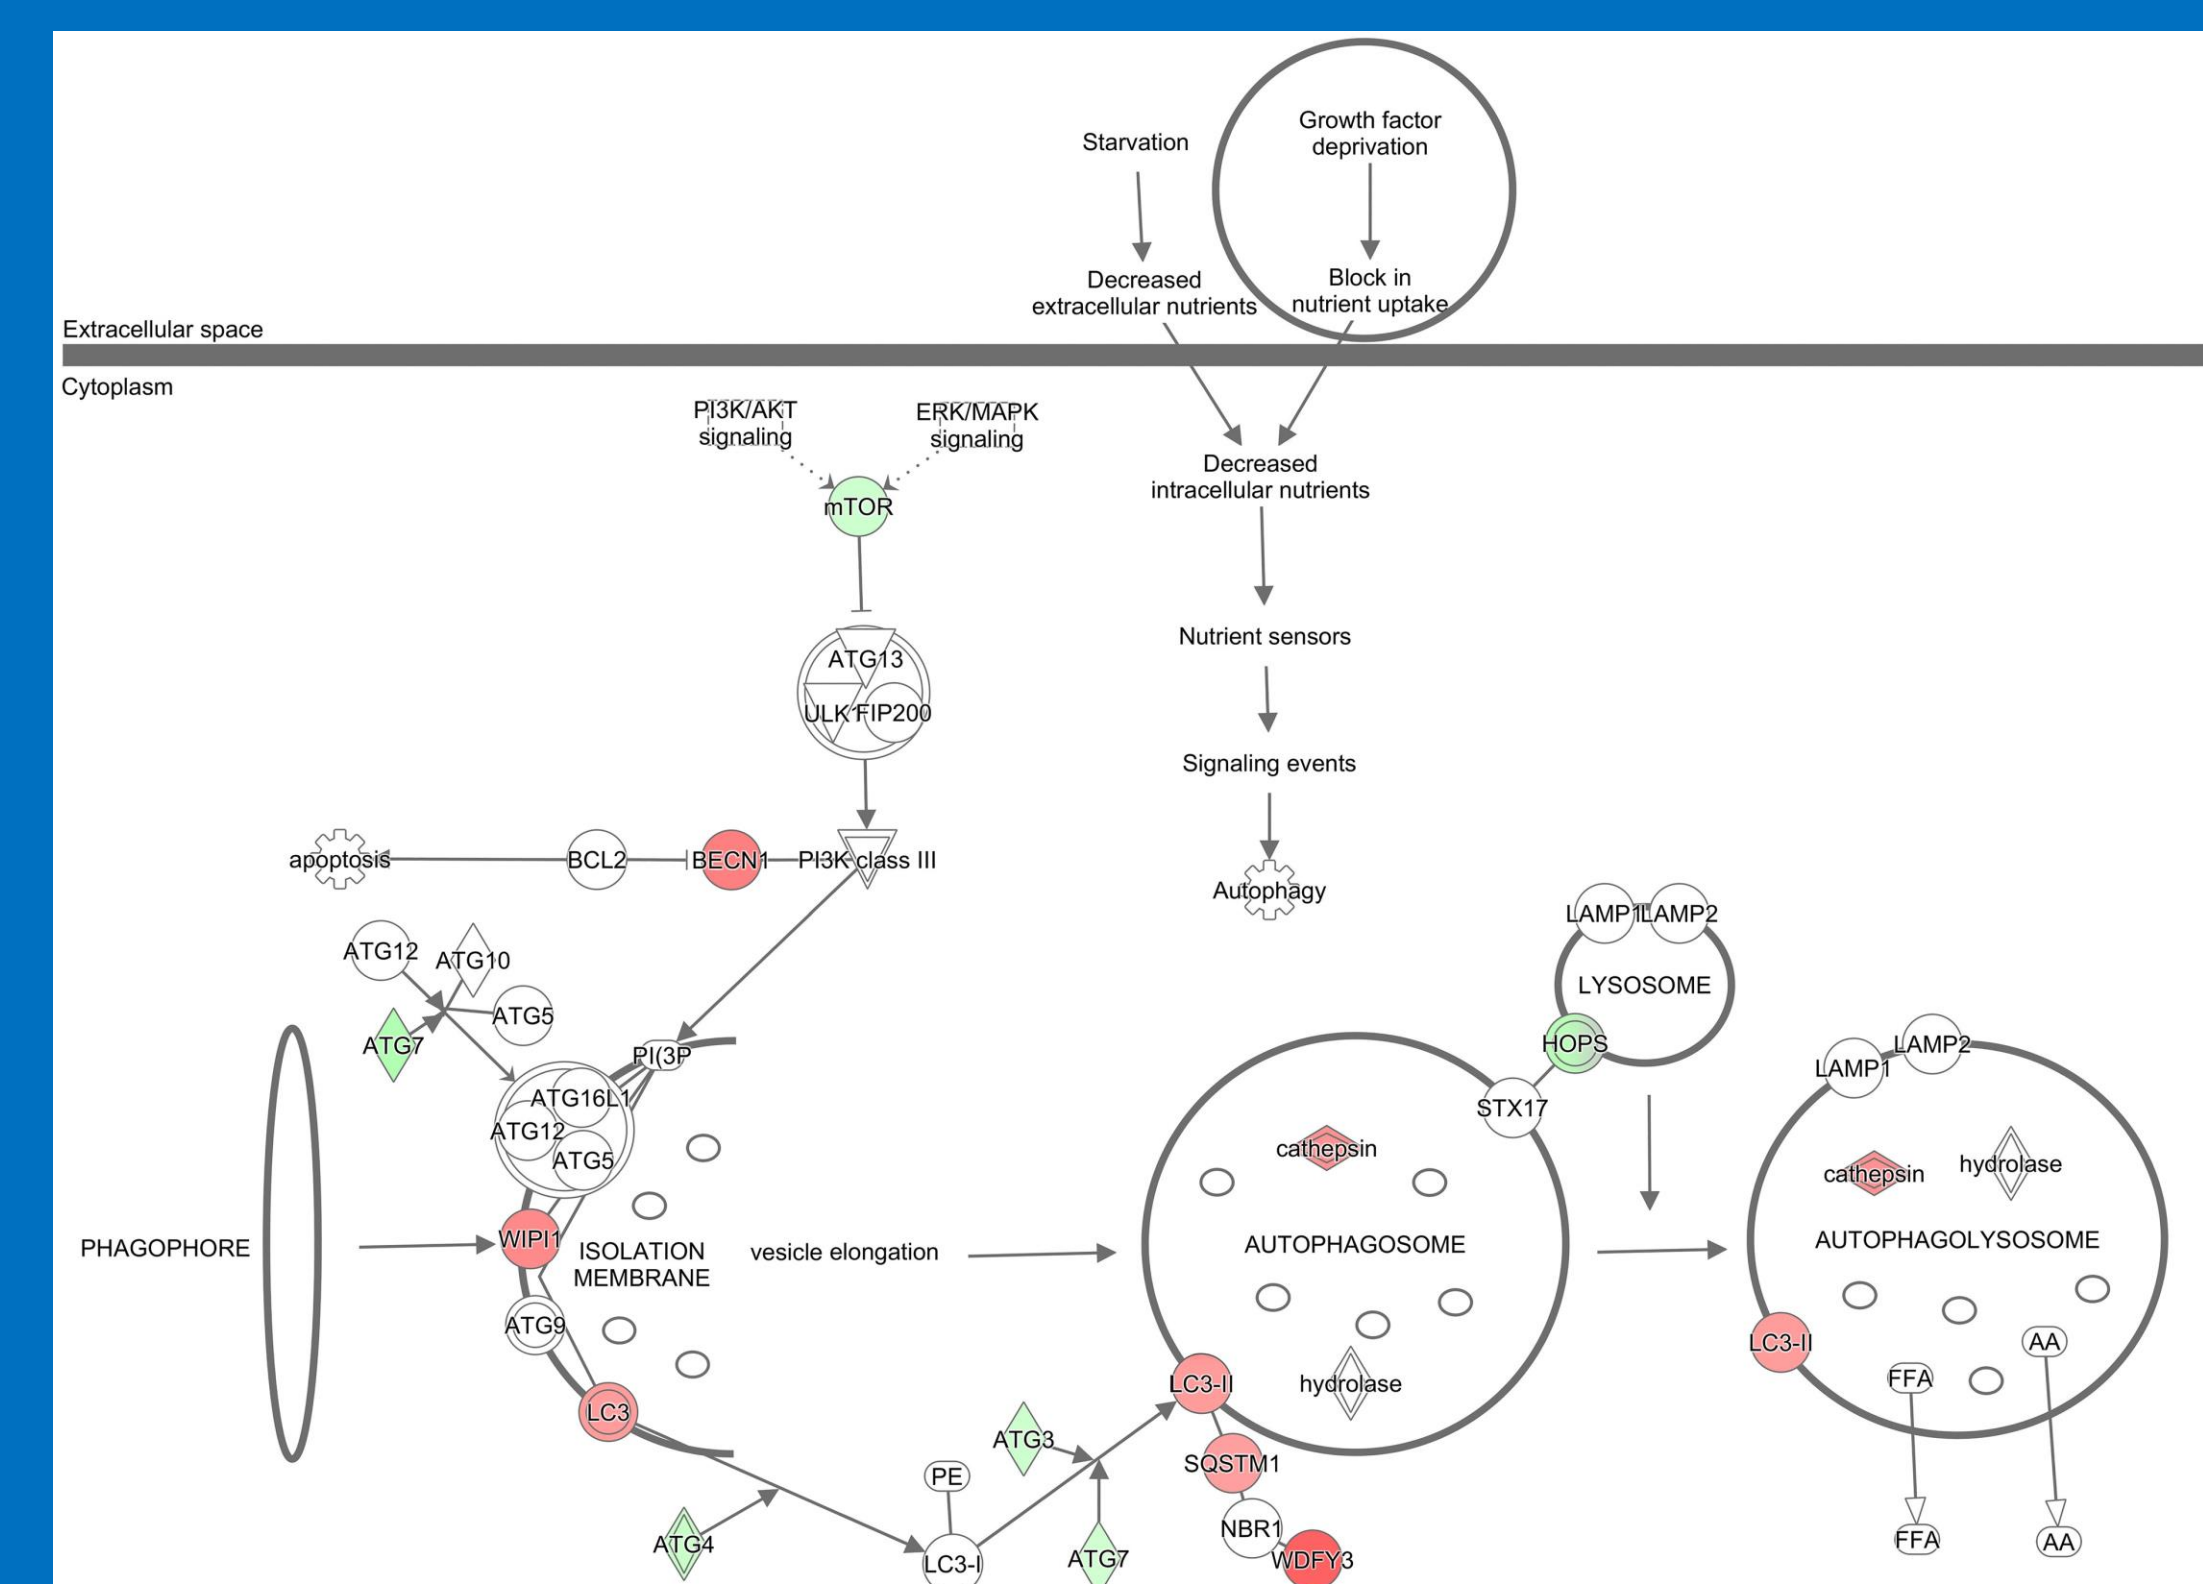 Starvation
Growth factor
deprivation
Decreased
extracellular nutrients
Block in
nutrient uptake
Extracellular space
Cytoplasm
PI3K/AKT
signaling
ERK/MAPK
signaling
mTOR
Decreased
intracellular nutrients
ATG13
ULK1
FIP200
Nutrient sensors
Signaling events
Autophagy
apoptosis
BCL2
BECN1
PI3K class III
ATG12
ATG10
ATG5
ATG7
PI(3P
ATG16L1
ATG12
ATG5
LAMP1
LAMP2
LYSOSOME
HOPS
STX17
LAMP1
LAMP2
cathepsin
cathepsin
hydrolase
PHAGOPHORE
WIPI1
ISOLATION
MEMBRANE
vesicle elongation
AUTOPHAGOSOME
AUTOPHAGOLYSOSOME
ATG9
LC3
LC3-II
hydrolase
LC3-II
AA
FFA
ATG3
SQSTM1
PE
NBR1
ATG4
LC3-I
ATG7
WDFY3
FFA
AA